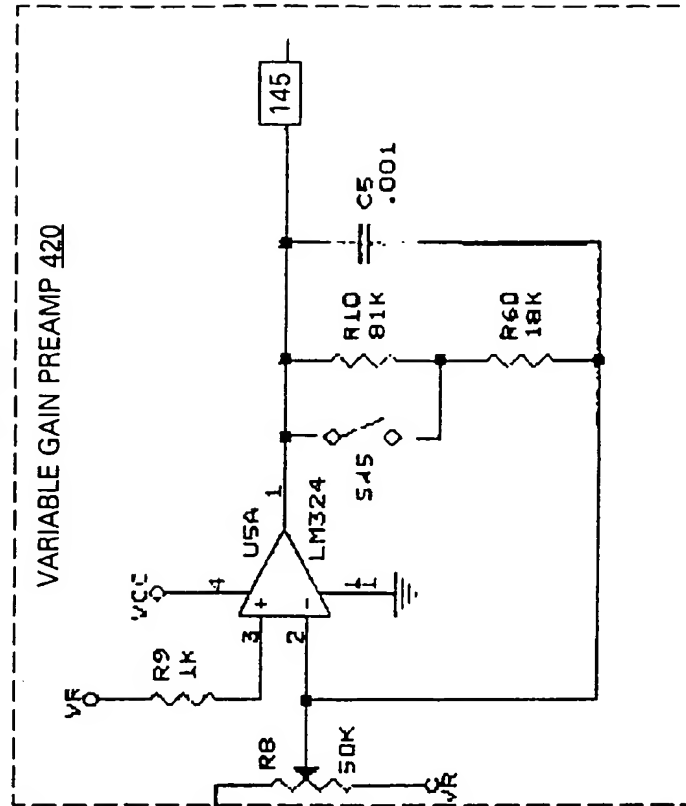 VARIABLE GAIN PREAMP 420
145
VCC
4
U5A
1
LM324
3
+
2
-
11
VR
R9
1K
R8
50K
VR
SW5
R10
81K
R60
18K
C5
.001